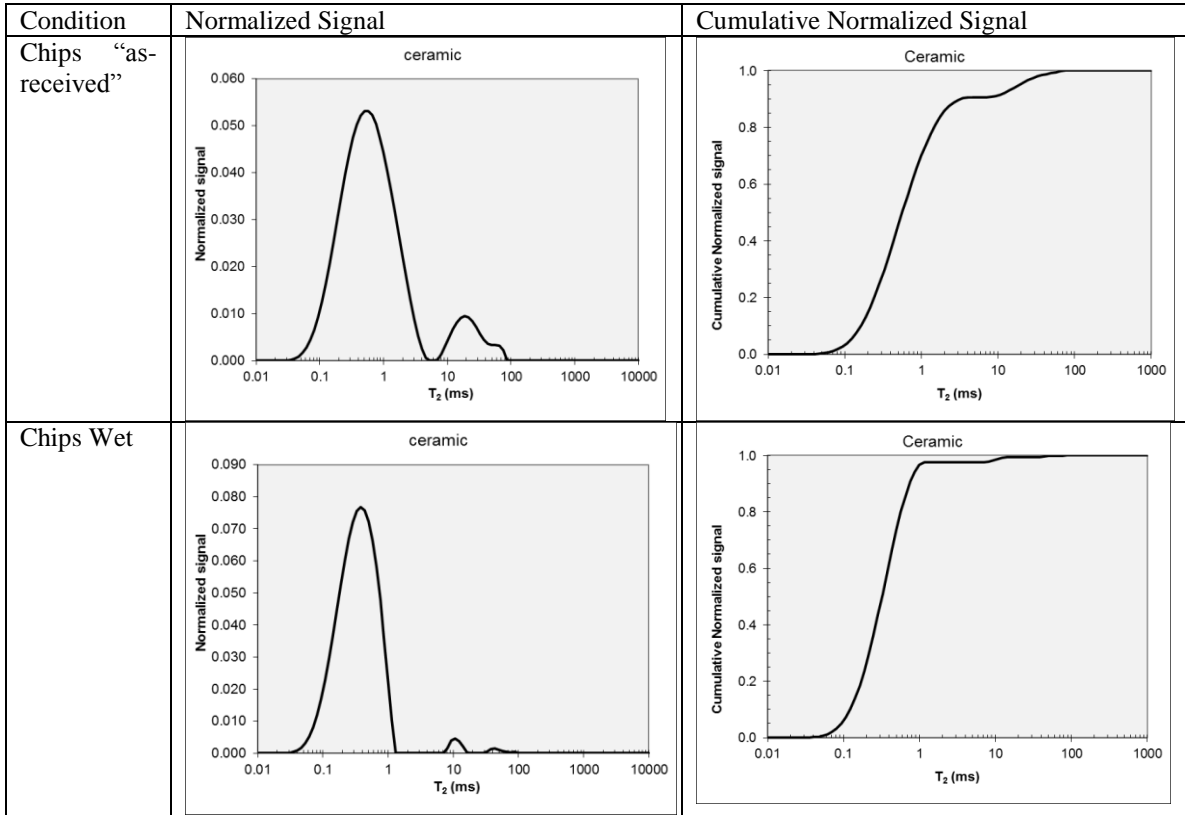 Condition
Normalized Signal
Cumulative Normalized Signal
Chips “as-
received”
ceramic
0.060
0.050
0.040
0.030
0.020
0.010
0.000
Normalized signal
0.01 0.1 1 10 100 1000 10000
T2 (ms)
Ceramic
1.0
0.8
0.6
0.4
0.2
0.0
Cumulative Normalized signal
0.01 0.1 1 10 100 1000
T2 (ms)
Chips Wet
ceramic
0.090
0.080
0.070
0.060
0.050
0.040
0.030
0.020
0.010
0.000
Normalized signal
0.01 0.1 1 10 100 1000 10000
T2 (ms)
Ceramic
1.0
0.8
0.6
0.4
0.2
0.0
Cumulative Normalized signal
0.01 0.1 1 10 100 1000
T2 (ms)